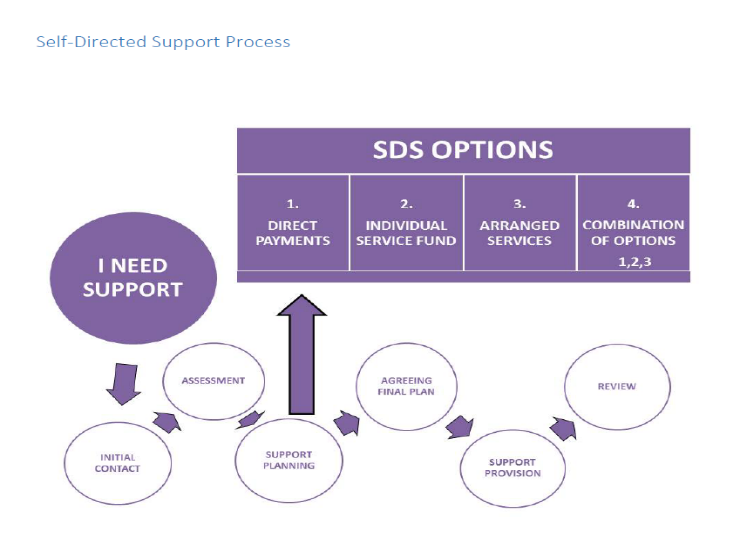 Self-Directed Support Process
SDS OPTIONS
1.
DIRECT
PAYMENTS
2.
INDIVIDUAL
SERVICE FUND
3.
ARRANGED
SERVICES
4.
COMBINATION
OF OPTIONS
1,2,3
I NEED
SUPPORT
INITIAL
CONTACT
ASSESSMENT
SUPPORT
PLANNING
AGREEING
FINAL PLAN
SUPPORT
PROVISION
REVIEW